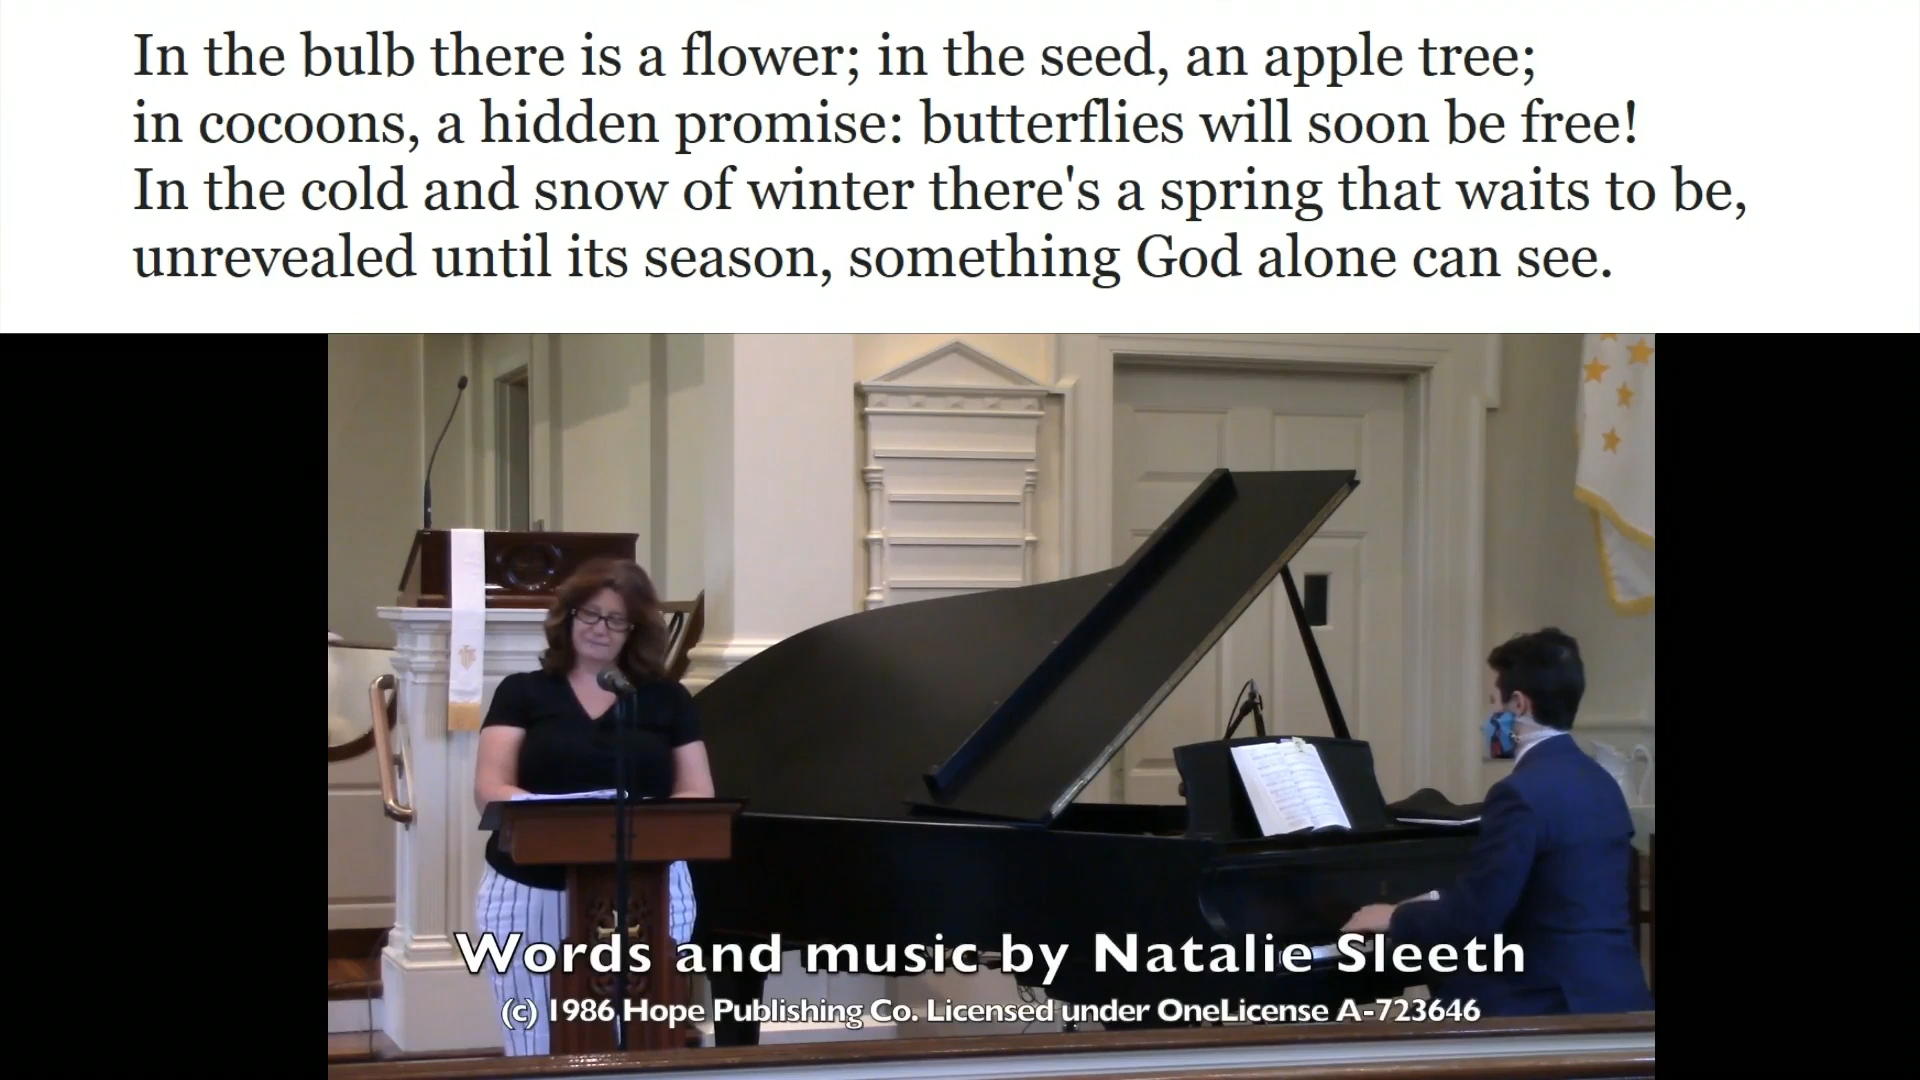 In the bulb there is a flower; in the seed, an apple tree;
in cocoons, a hidden promise: butterflies will soon be free!
In the cold and snow of winter there's a spring that waits to be,
unrevealed until its season, something God alone can see.
Words and music by Natalie Sleeth
(c) 1986 Hope Publishing Co. Licensed under OneLicense A-723646